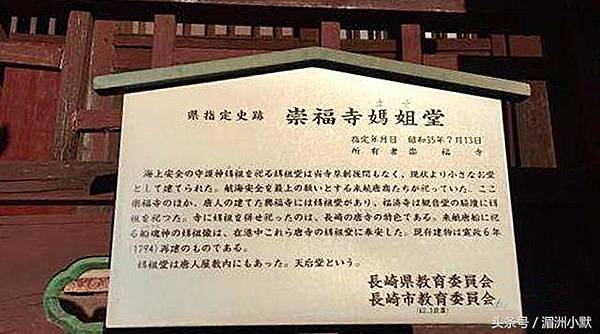 まそ
県指定史跡 崇福寺媽姐堂
指定年月日 昭和35年7月13日
所有者 崇福寺
海上安全の守護神媽祖を祀る媽姐堂は当寺草創後間もなく、現状より小さなお堂
として建てられた。航海安全を最上の願いとする来航唐商たちが祀っていた。ここ
崇福寺のほか、唐人の建てた興福寺には媽姐堂があり、福済寺は観音堂の脇壇に媽
祖を祀った。寺に媽祖を併せ祀ったのは、長崎の唐寺の特色である。来航唐船に祀
る船魂神の媽祖像は、在港中これら唐寺の媽姐堂に奉安した。現存建物は寛政6年(
1794)再建のものである。
媽姐堂は唐人屋敷内にもあった。天后堂という。
長崎県教育委員会
長崎市教育委員会
头条号 / 湄洲小默